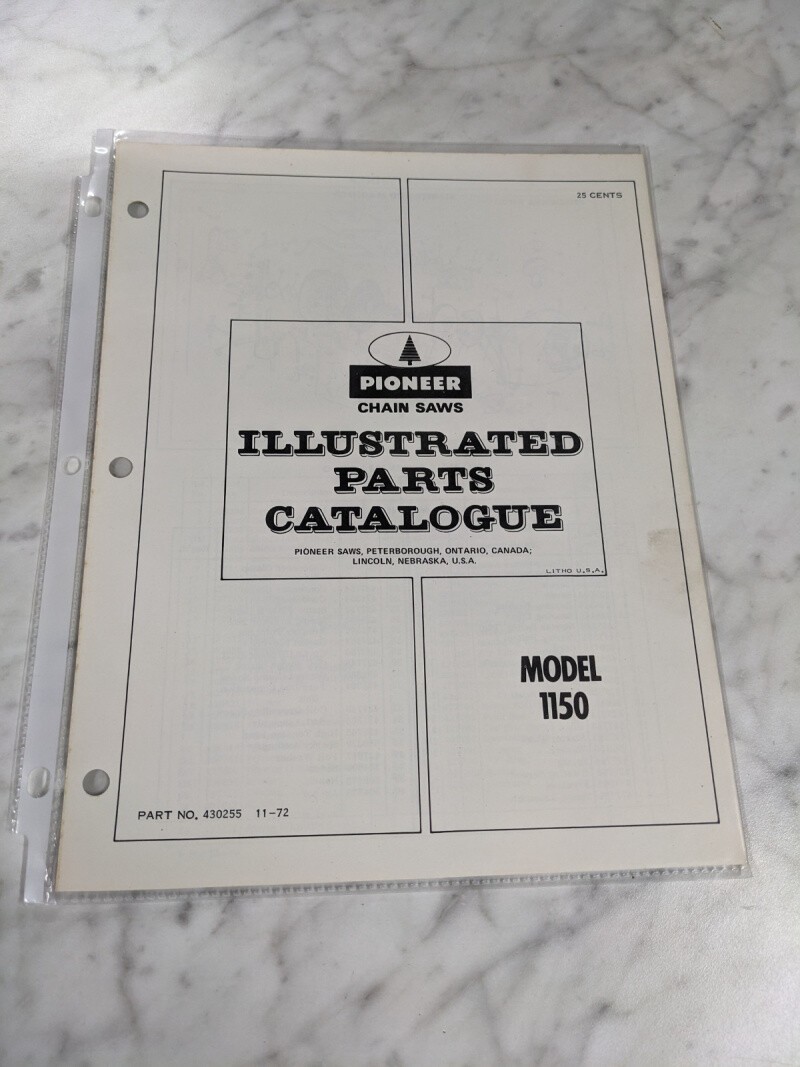 25 CENTS
PIONEER
CHAIN SAWS
ILLUSTRATED
PARTS
CATALOGUE
PIONEER SAWS, PETERBOROUGH, ONTARIO, CANADA;
LINCOLN, NEBRASKA, U.S.A.
LITHO U.S.A.
MODEL
1150
PART NO. 430255 11-72